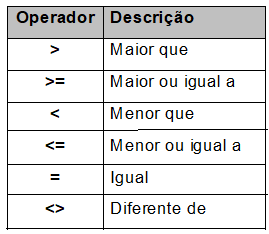 Operador Descrição
> Maior que
>= Maior ou igual a
< Menor que
<= Menor ou igual a
= Igual
<> Diferente de